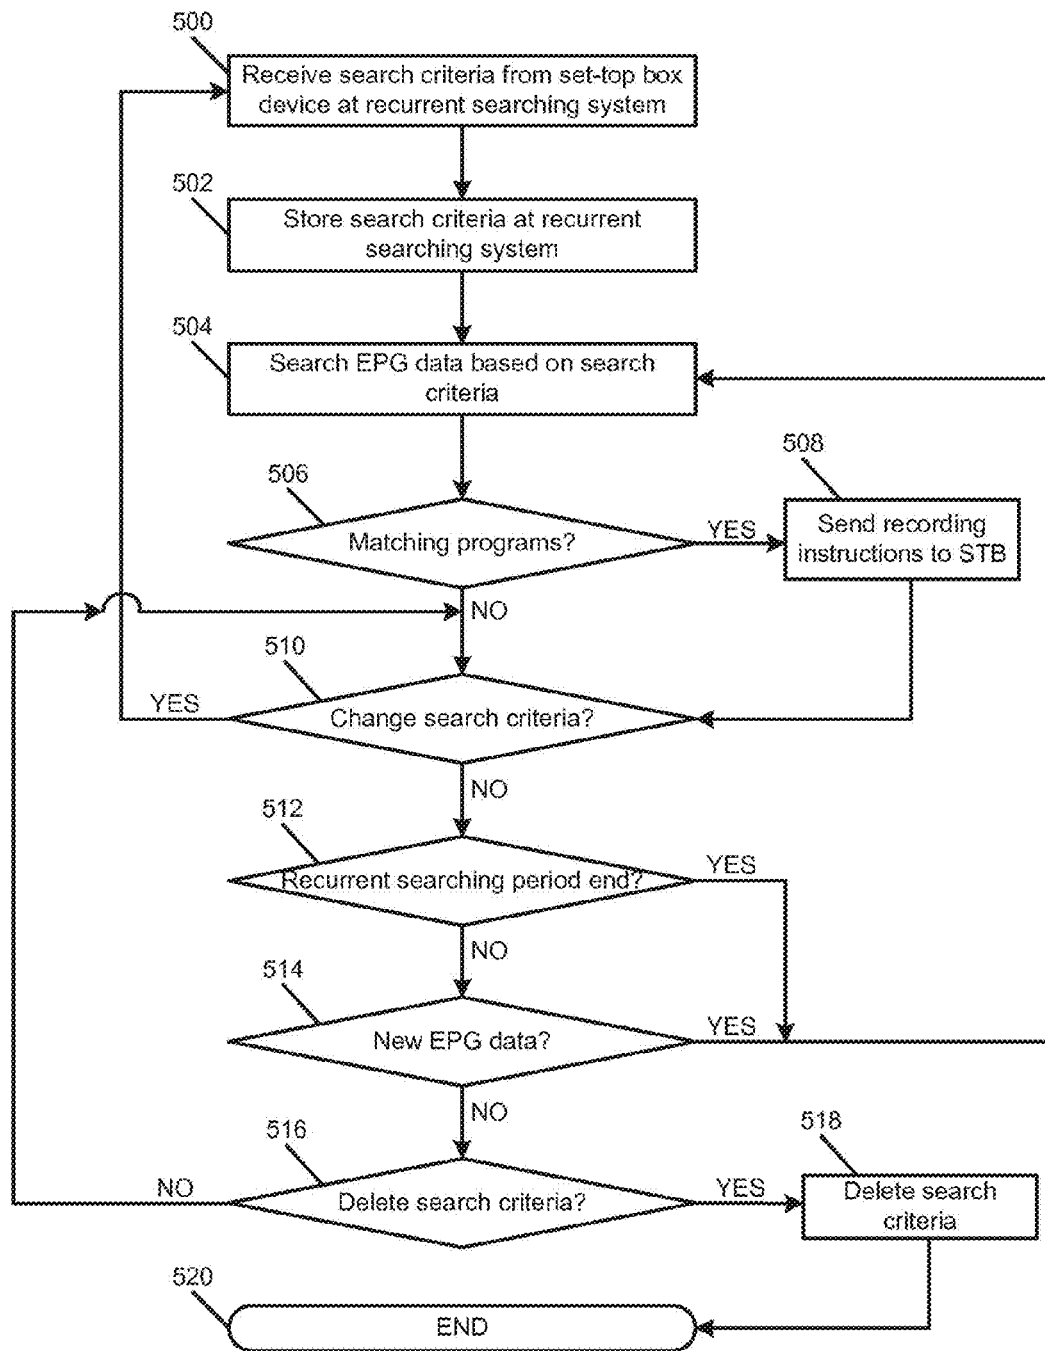 500
Receive search criteria from set-top box
device at recurrent searching system
502
Store search criteria at recurrent
searching system
504
Search EPG data based on search
criteria
506
508
Matching programs?
YES
Send recording
instructions to STB
NO
510
YES
Change search criteria?
NO
512
Recurrent searching period end?
YES
NO
514
New EPG data?
YES
NO
516
518
NO
Delete search criteria?
YES
Delete search
criteria
520
END